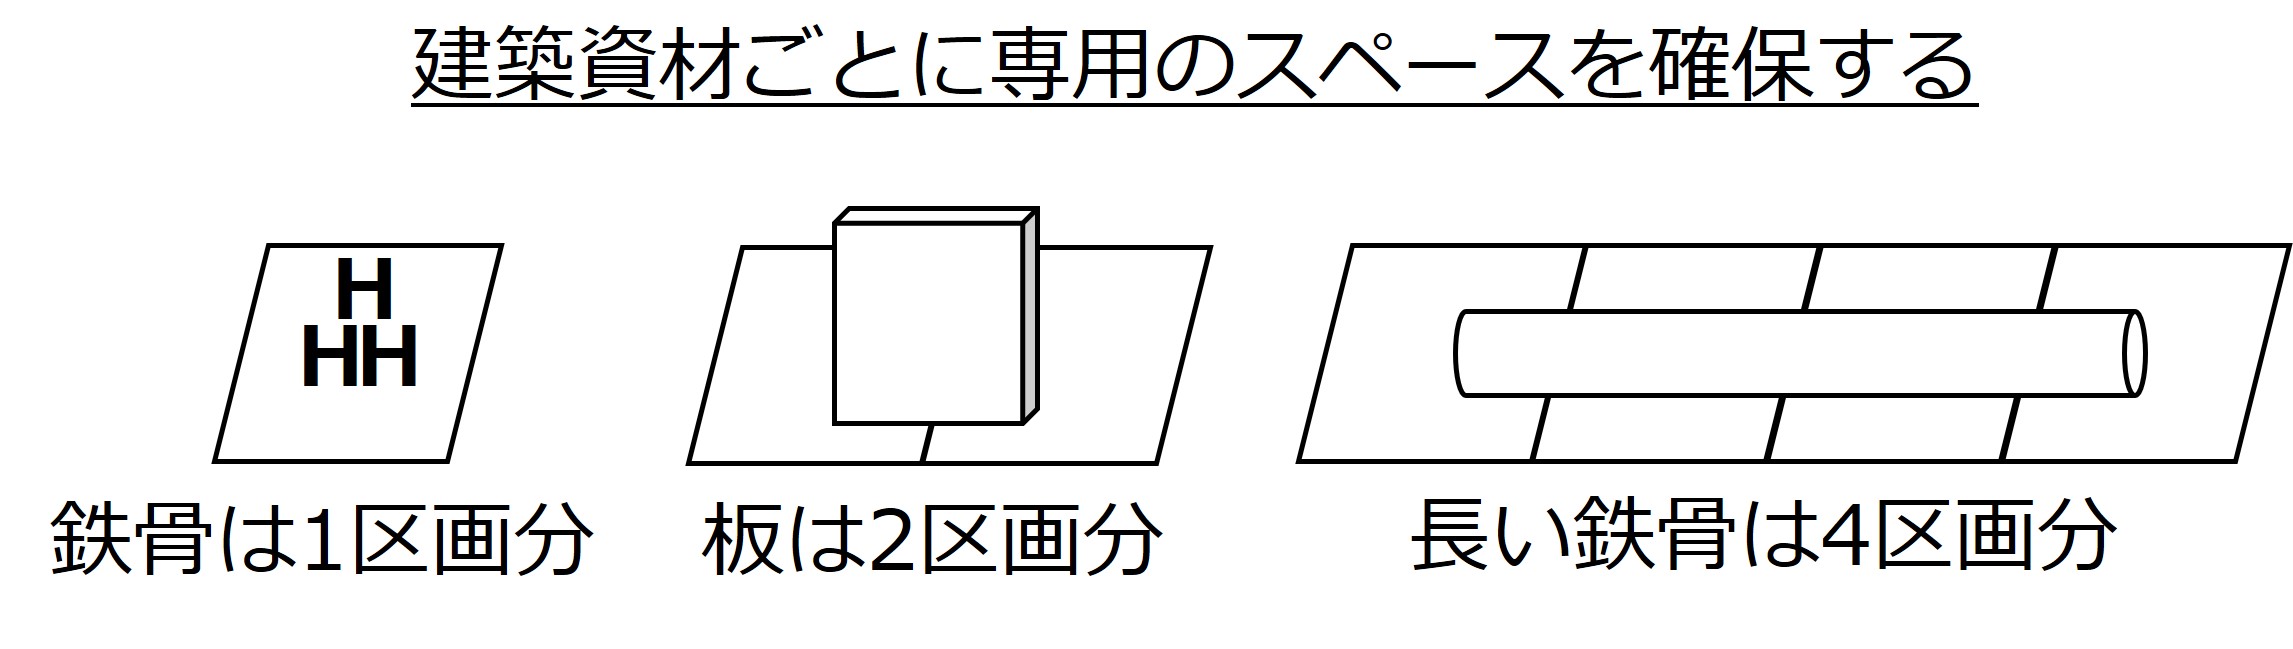 建築資材ごとに専用のスペースを確保する
H
HH
鉄骨は1区画分
板は2区画分
長い鉄骨は4区画分